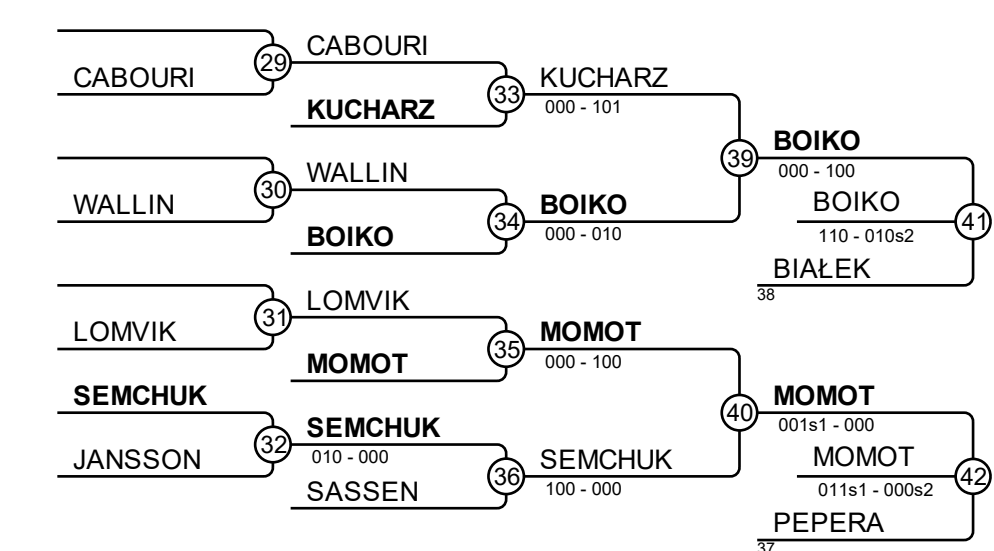 CABOURI
29
CABOURI
KUCHARZ
33
KUCHARZ
000 - 101
WALLIN
30
WALLIN
BOIKO
34
BOIKO
000 - 010
39
BOIKO
000 - 100
BOIKO
110 - 010s2
41
BIAŁEK
38
LOMVIK
31
LOMVIK
MOMOT
35
MOMOT
000 - 100
SEMCHUK
JANSSON
32
SEMCHUK
010 - 000
SASSEN
36
SEMCHUK
100 - 000
40
MOMOT
001s1 - 000
MOMOT
011s1 - 000s2
42
PEPERA
37